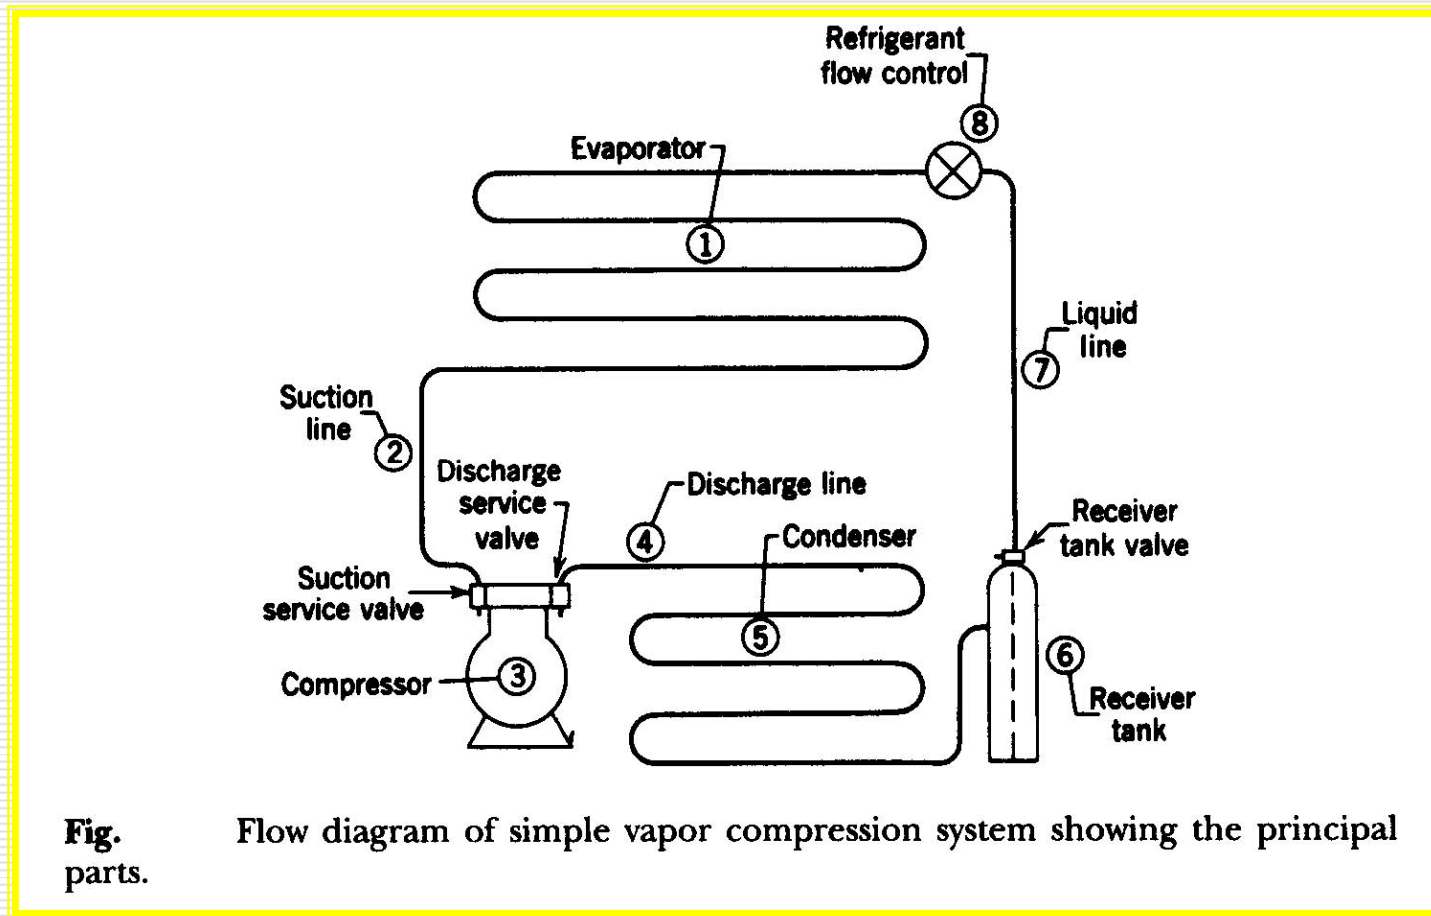 Refrigerant
flow control
8
Evaporator
1
Liquid
line
7
Suction
line
2
Discharge
service
valve
Discharge line
4
Condenser
Receiver
tank valve
Suction
service valve
5
6
Compressor
3
Receiver
tank
Fig. Flow diagram of simple vapor compression system showing the principal
parts.